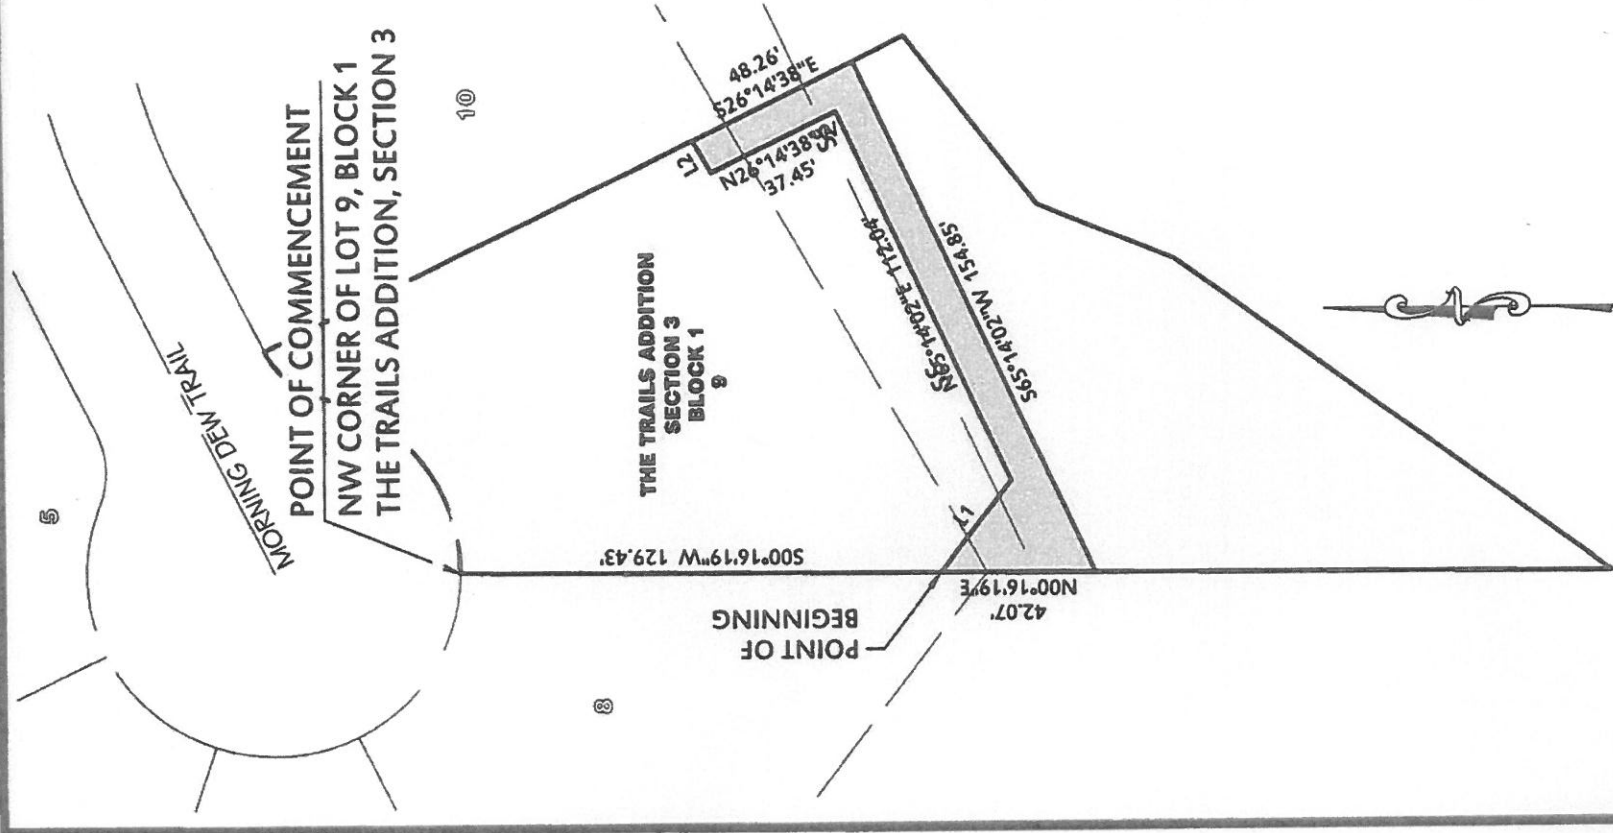 5
MORNING DEW TRAIL
POINT OF COMMENCEMENT
NW CORNER OF LOT 9, BLOCK 1
THE TRAILS ADDITION, SECTION 3
10
48.26'
S26°14'38"E
L2
N26°14'38"W
37.45'
THE TRAILS ADDITION
SECTION 3
BLOCK 1
9
112.04'
S65°14'02"W 154.85'
L1
S00°16'19"W 129.43'
N00°16'19"E
42.07'
POINT OF
BEGINNING
8